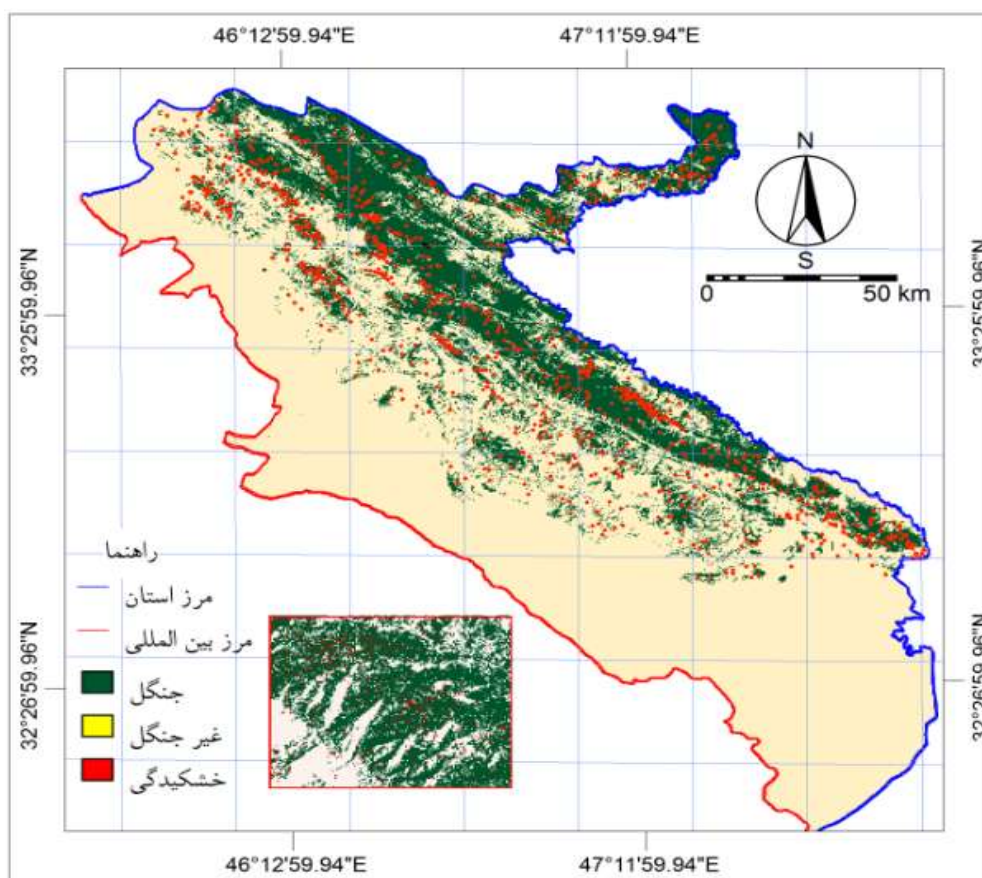 46°12'59.94"E 47°11'59.94"E
N
S
0 50 km
33°25'59.96"N
33°25'59.96"N
راهنما
مرز استان
مرز بین المللی
جنگل
غیر جنگل
خشکیدگی
32°26'59.96"N
32°26'59.96"N
46°12'59.94"E 47°11'59.94"E